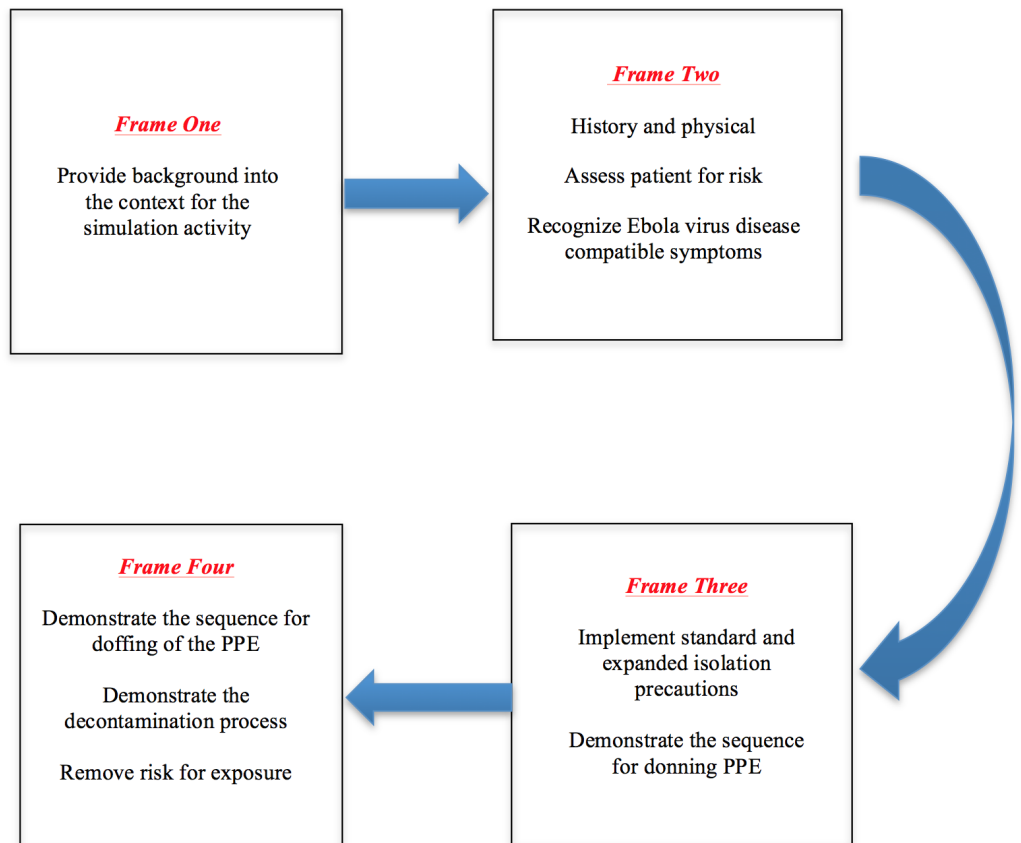 Frame One
Provide background into
the context for the
simulation activity
Frame Two
History and physical
Assess patient for risk
Recognize Ebola virus disease
compatible symptoms
Frame Three
Implement standard and
expanded isolation
precautions
Demonstrate the sequence
for donning PPE
Frame Four
Demonstrate the sequence for
doffing of the PPE
Demonstrate the
decontamination process
Remove risk for exposure